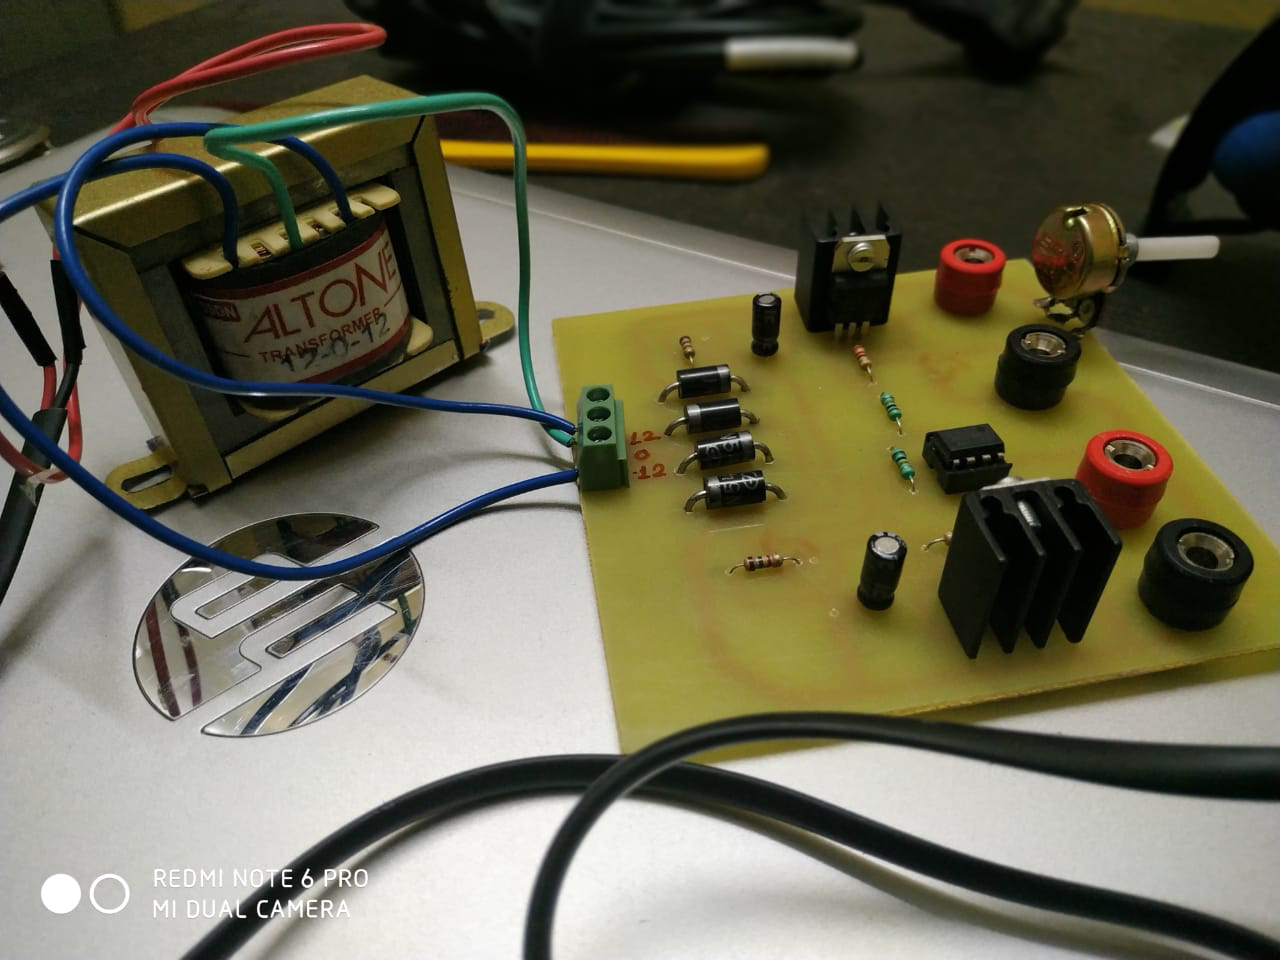 ALTONE
TRANSFORMER
12-0-12
12
0
-12
REDMI NOTE 6 PRO
MI DUAL CAMERA